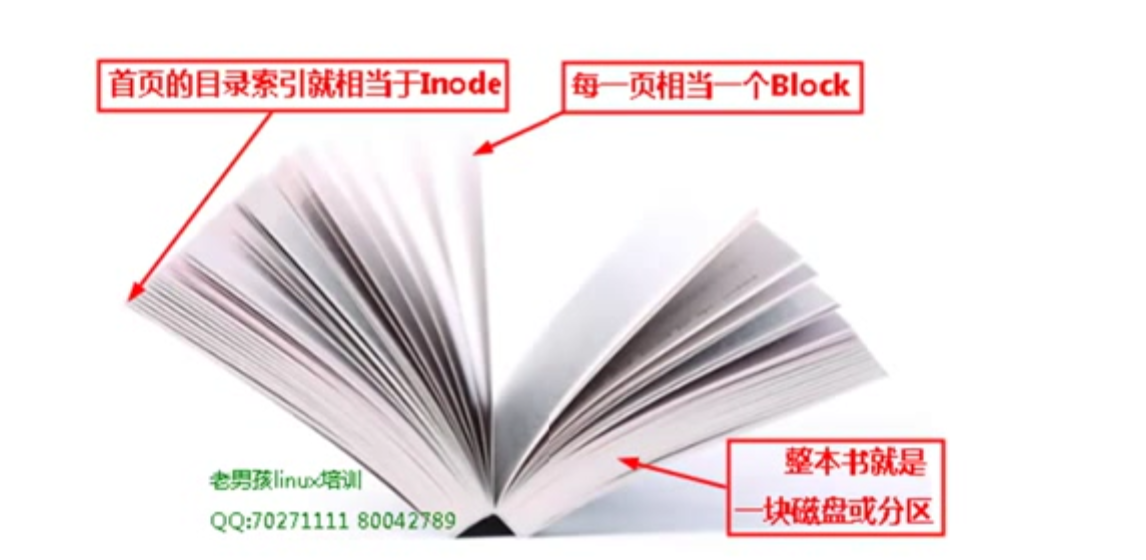 首页的目录索引就相当于Inode
每一页相当一个Block
整本书就是
一块磁盘或分区
老男孩linux培训
QQ:70271111 80042789